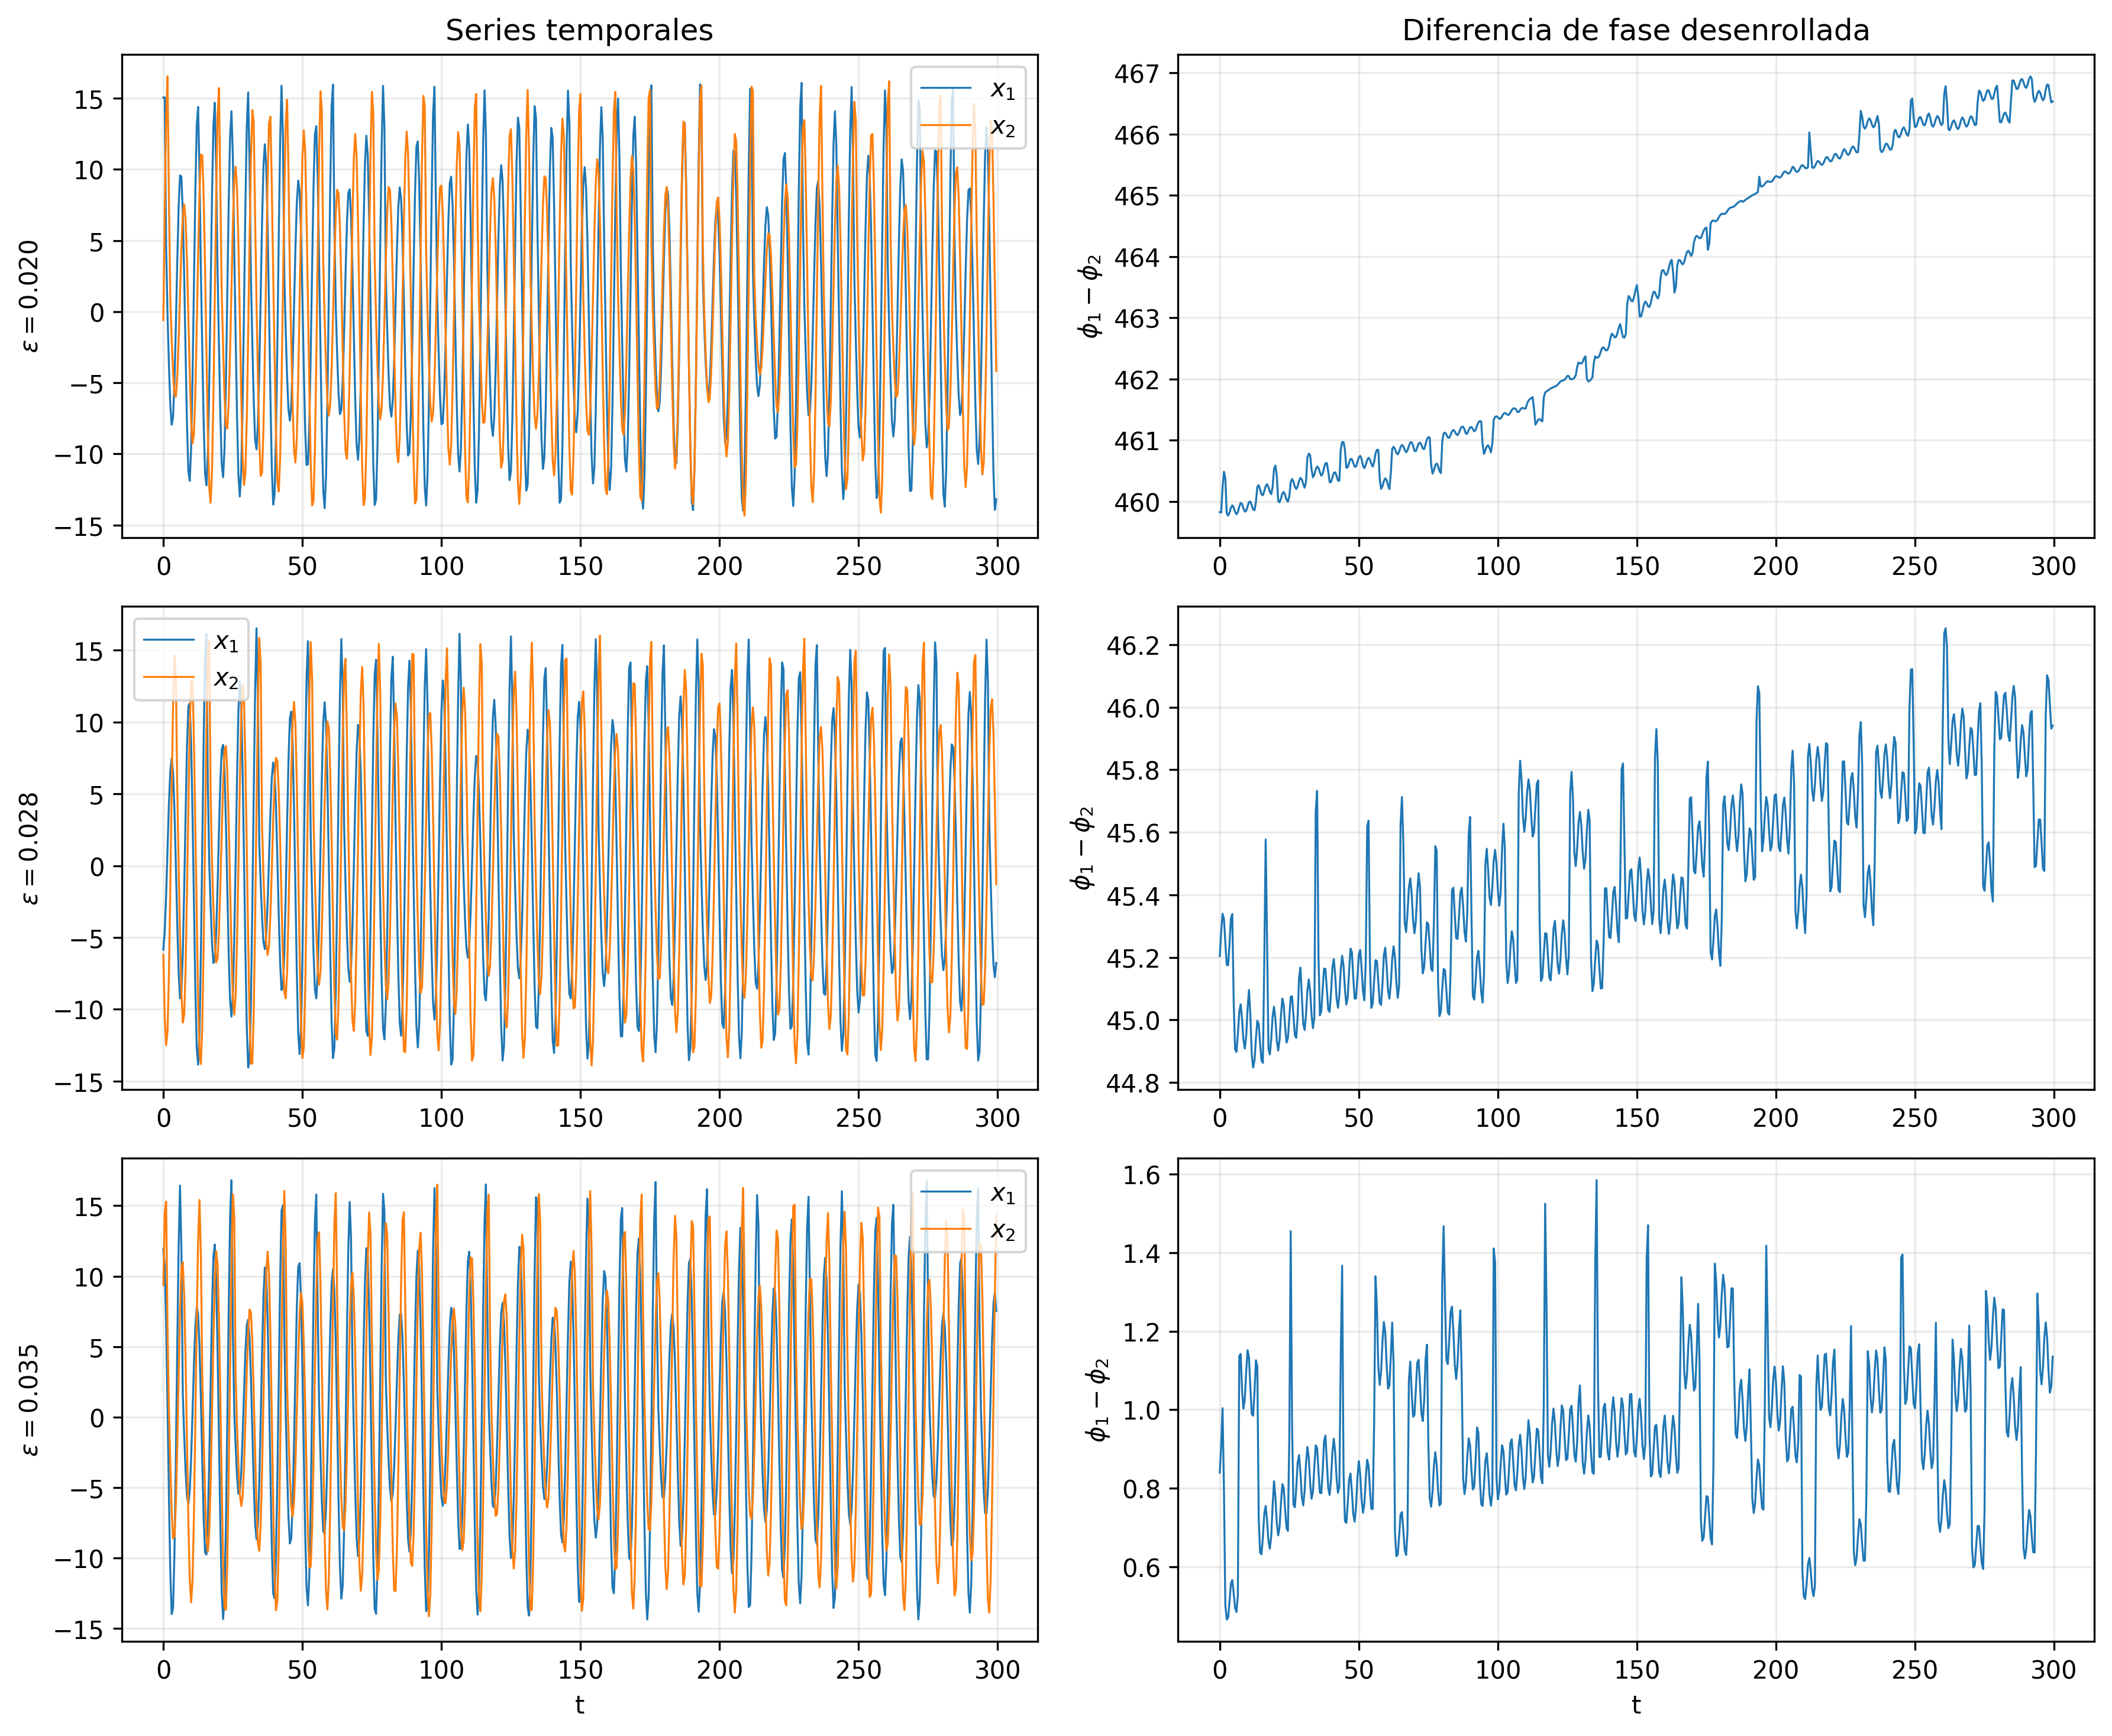 Series temporales
Diferencia de fase desenrollada
ε = 0.020
15
10
5
0
−5
−10
−15
x₁
x₂
0 50 100 150 200 250 300
ϕ₁ − ϕ₂
467
466
465
464
463
462
461
460
0 50 100 150 200 250 300
ε = 0.028
15
10
5
0
−5
−10
−15
x₁
x₂
0 50 100 150 200 250 300
ϕ₁ − ϕ₂
46.2
46.0
45.8
45.6
45.4
45.2
45.0
44.8
0 50 100 150 200 250 300
ε = 0.035
15
10
5
0
−5
−10
−15
x₁
x₂
0 50 100 150 200 250 300
t
ϕ₁ − ϕ₂
1.6
1.4
1.2
1.0
0.8
0.6
0 50 100 150 200 250 300
t